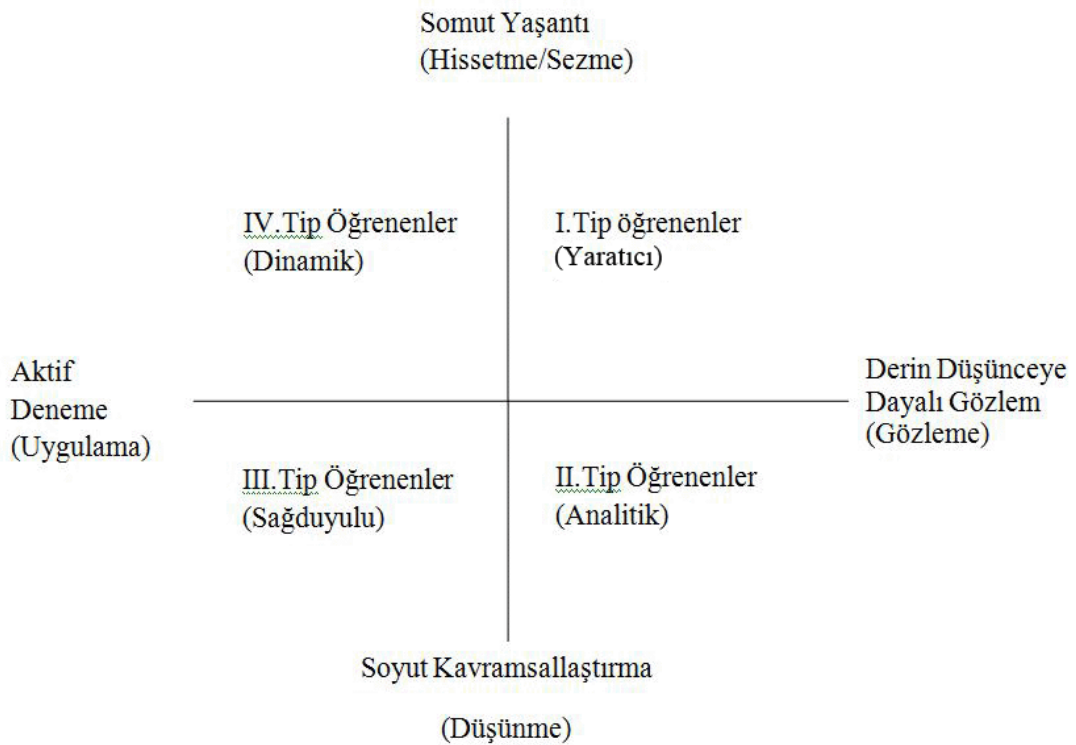 Somut Yaşantı
(Hissetme/Sezme)
IV.Tip Öğrenenler
(Dinamik)
I.Tip öğrenenler
(Yaratıcı)
Aktif
Deneme
(Uygulama)
Derin Düşünceye
Dayalı Gözlem
(Gözleme)
III.Tip Öğrenenler
(Sağduyulu)
II.Tip Öğrenenler
(Analitik)
Soyut Kavramsallaştırma
(Düşünme)